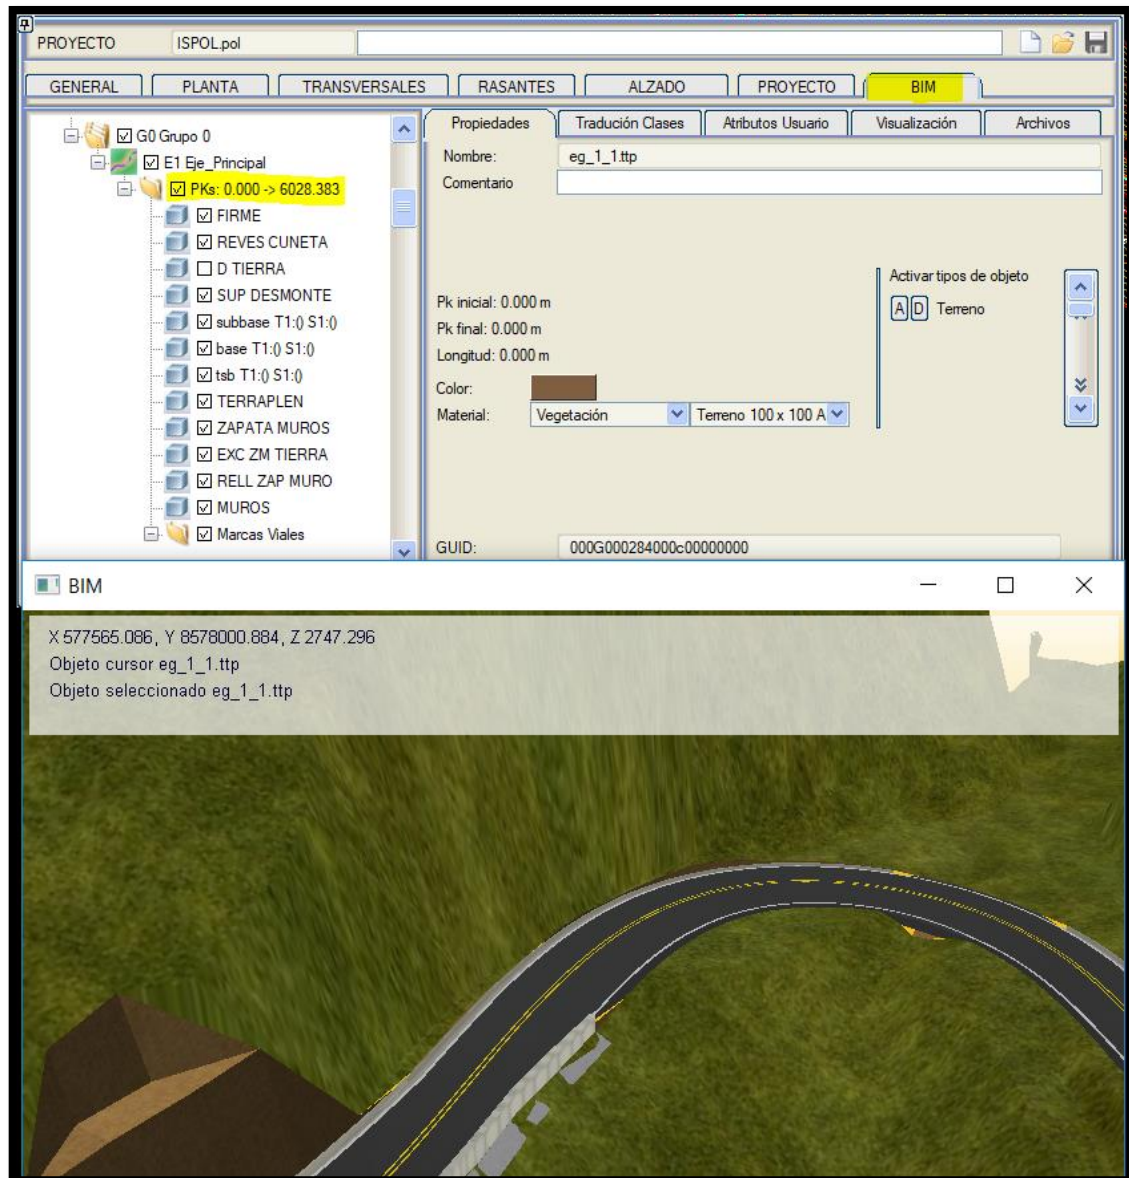 PROYECTO ISPOL.pol
GENERAL PLANTA TRANSVERSALES RASANTES ALZADO PROYECTO BIM
G0 Grupo 0
E1 Eje_Principal
PKs: 0.000 -> 6028.383
FIRME
REVES CUNETA
D TIERRA
SUP DESMONTE
subbase T1:() S1:()
base T1:() S1:()
tsb T1:() S1:()
TERRAPLEN
ZAPATA MUROS
EXC ZM TIERRA
RELL ZAP MURO
MUROS
Marcas Viales
Propiedades Tradución Clases Atributos Usuario Visualización Archivos
Nombre: eg_1_1.ttp
Comentario
Pk inicial: 0.000 m
Pk final: 0.000 m
Longitud: 0.000 m
Color:
Material: Vegetación Terreno 100 x 100 A
Activar tipos de objeto
A D Terreno
GUID: 000G000284000c00000000
BIM
X 577565.086, Y 8578000.884, Z 2747.296
Objeto cursor eg_1_1.ttp
Objeto seleccionado eg_1_1.ttp